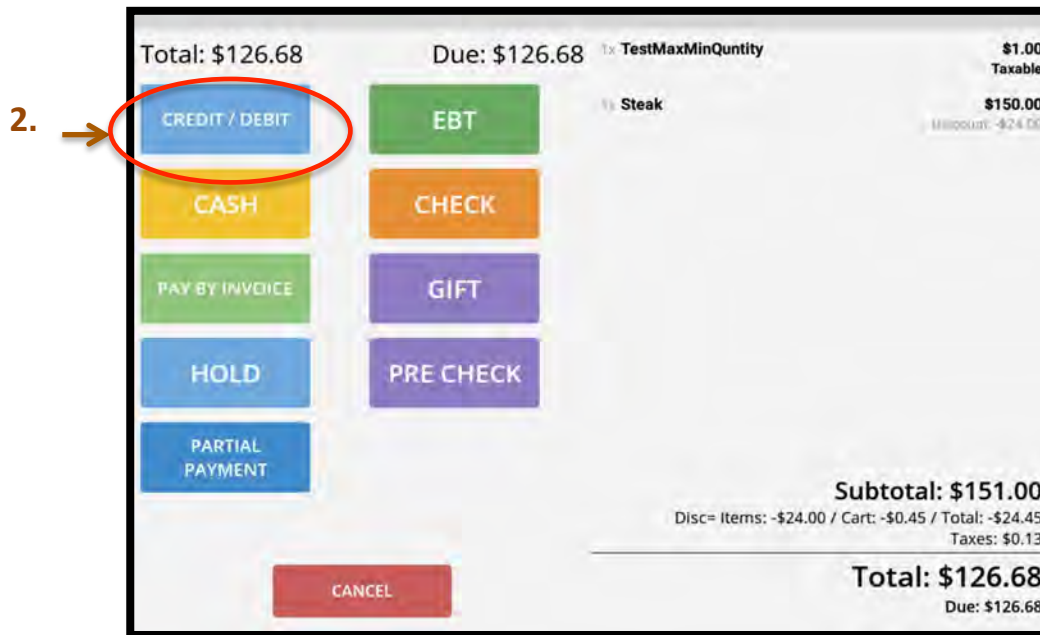 2.
Total: $126.68 Due: $126.68
CREDIT / DEBIT
EBT
CASH
CHECK
PAY BY INVOICE
GIFT
HOLD
PRE CHECK
PARTIAL
PAYMENT
CANCEL
1x TestMaxMinQuntity $1.00
Taxable
1x Steak $150.00
Discount: -$24.00
Subtotal: $151.00
Disc= Items: -$24.00 / Cart: -$0.45 / Total: -$24.45
Taxes: $0.13
Total: $126.68
Due: $126.68